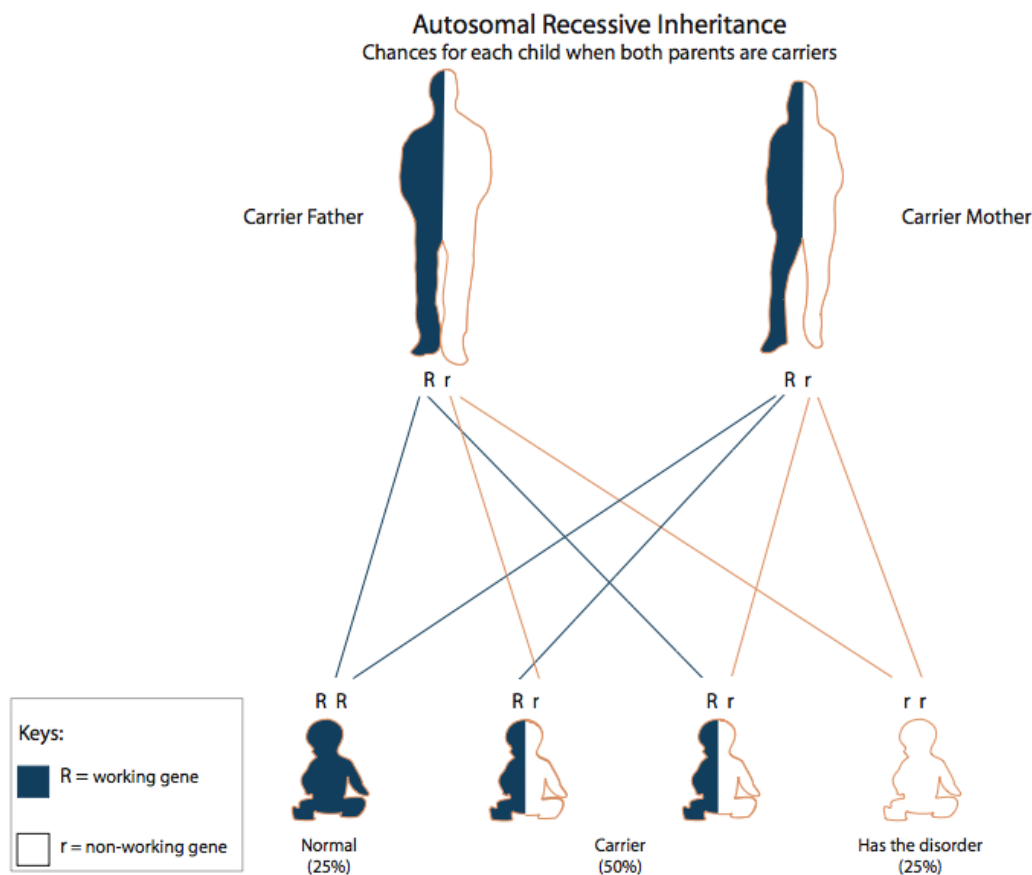 Autosomal Recessive Inheritance
Chances for each child when both parents are carriers
Carrier Father
Carrier Mother
R r
R r
R R
R r
R r
r r
Keys:
R = working gene
r = non-working gene
Normal
(25%)
Carrier
(50%)
Has the disorder
(25%)